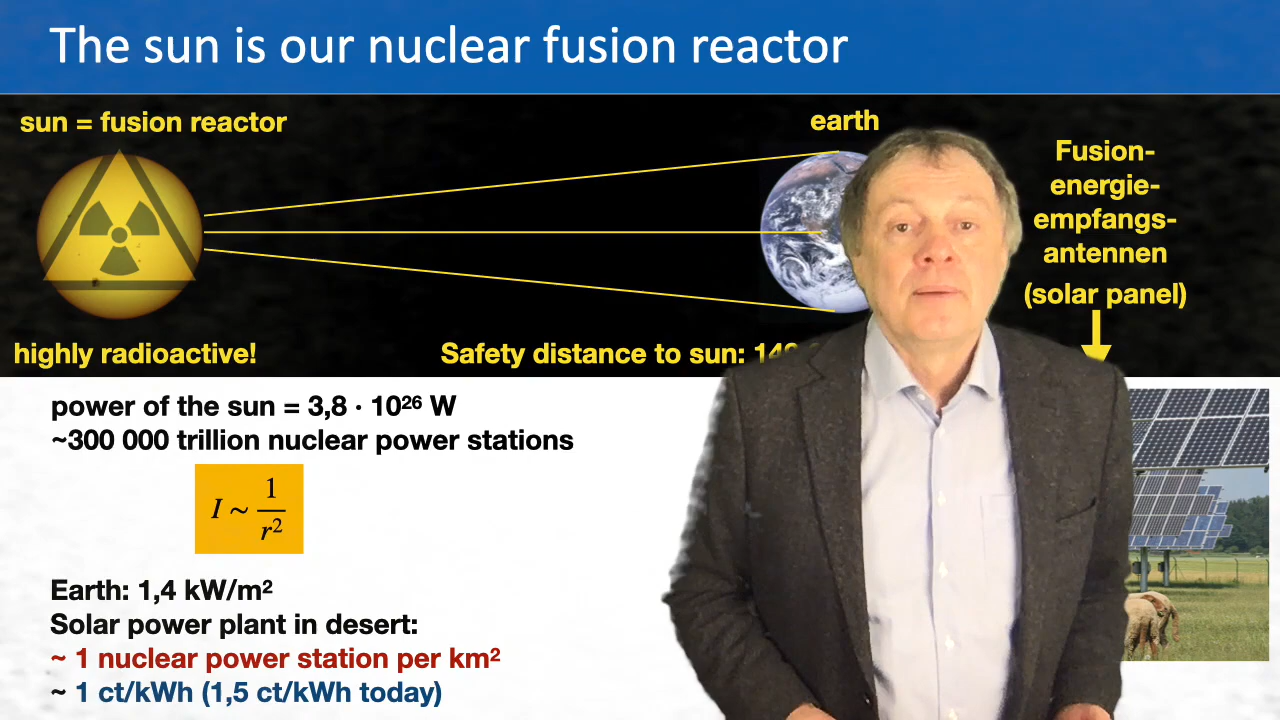 The sun is our nuclear fusion reactor
sun = fusion reactor
earth
Fusion-
energie-
empfangs-
antennen
(solar panel)
highly radioactive!
Safety distance to sun:
power of the sun = 3,8 · 10²⁶ W
~300 000 trillion nuclear power stations
I ~ 1/r²
Earth: 1,4 kW/m²
Solar power plant in desert:
~ 1 nuclear power station per km²
~ 1 ct/kWh (1,5 ct/kWh today)